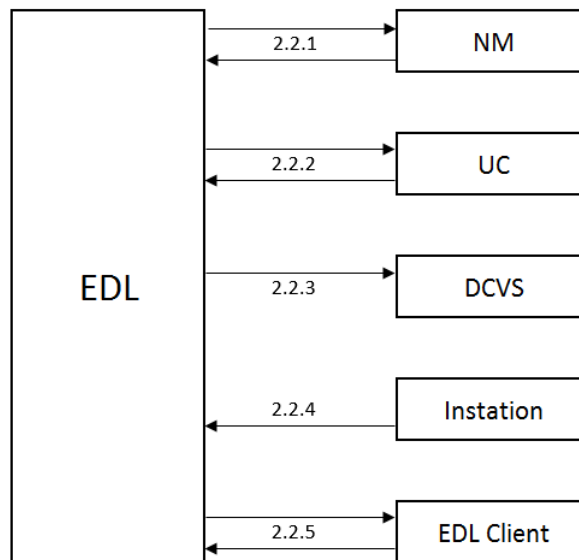 NM
2.2.1
UC
2.2.2
EDL
DCVS
2.2.3
Instation
2.2.4
EDL Client
2.2.5